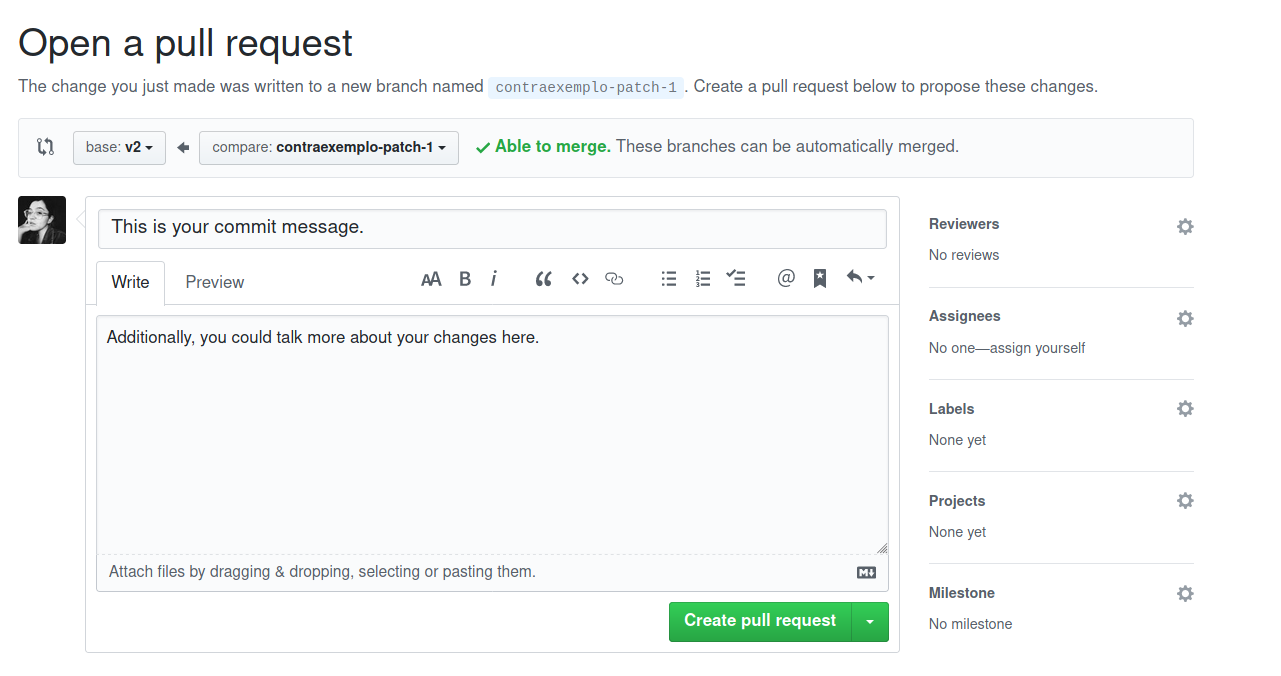 Open a pull request
The change you just made was written to a new branch named contraexemplo-patch-1. Create a pull request below to propose these changes.
base: v2 compare: contraexemplo-patch-1 Able to merge. These branches can be automatically merged.
This is your commit message.
Write Preview AA B i @
Additionally, you could talk more about your changes here.
Attach files by dragging & dropping, selecting or pasting them.
Create pull request
Reviewers
No reviews
Assignees
No one—assign yourself
Labels
None yet
Projects
None yet
Milestone
No milestone